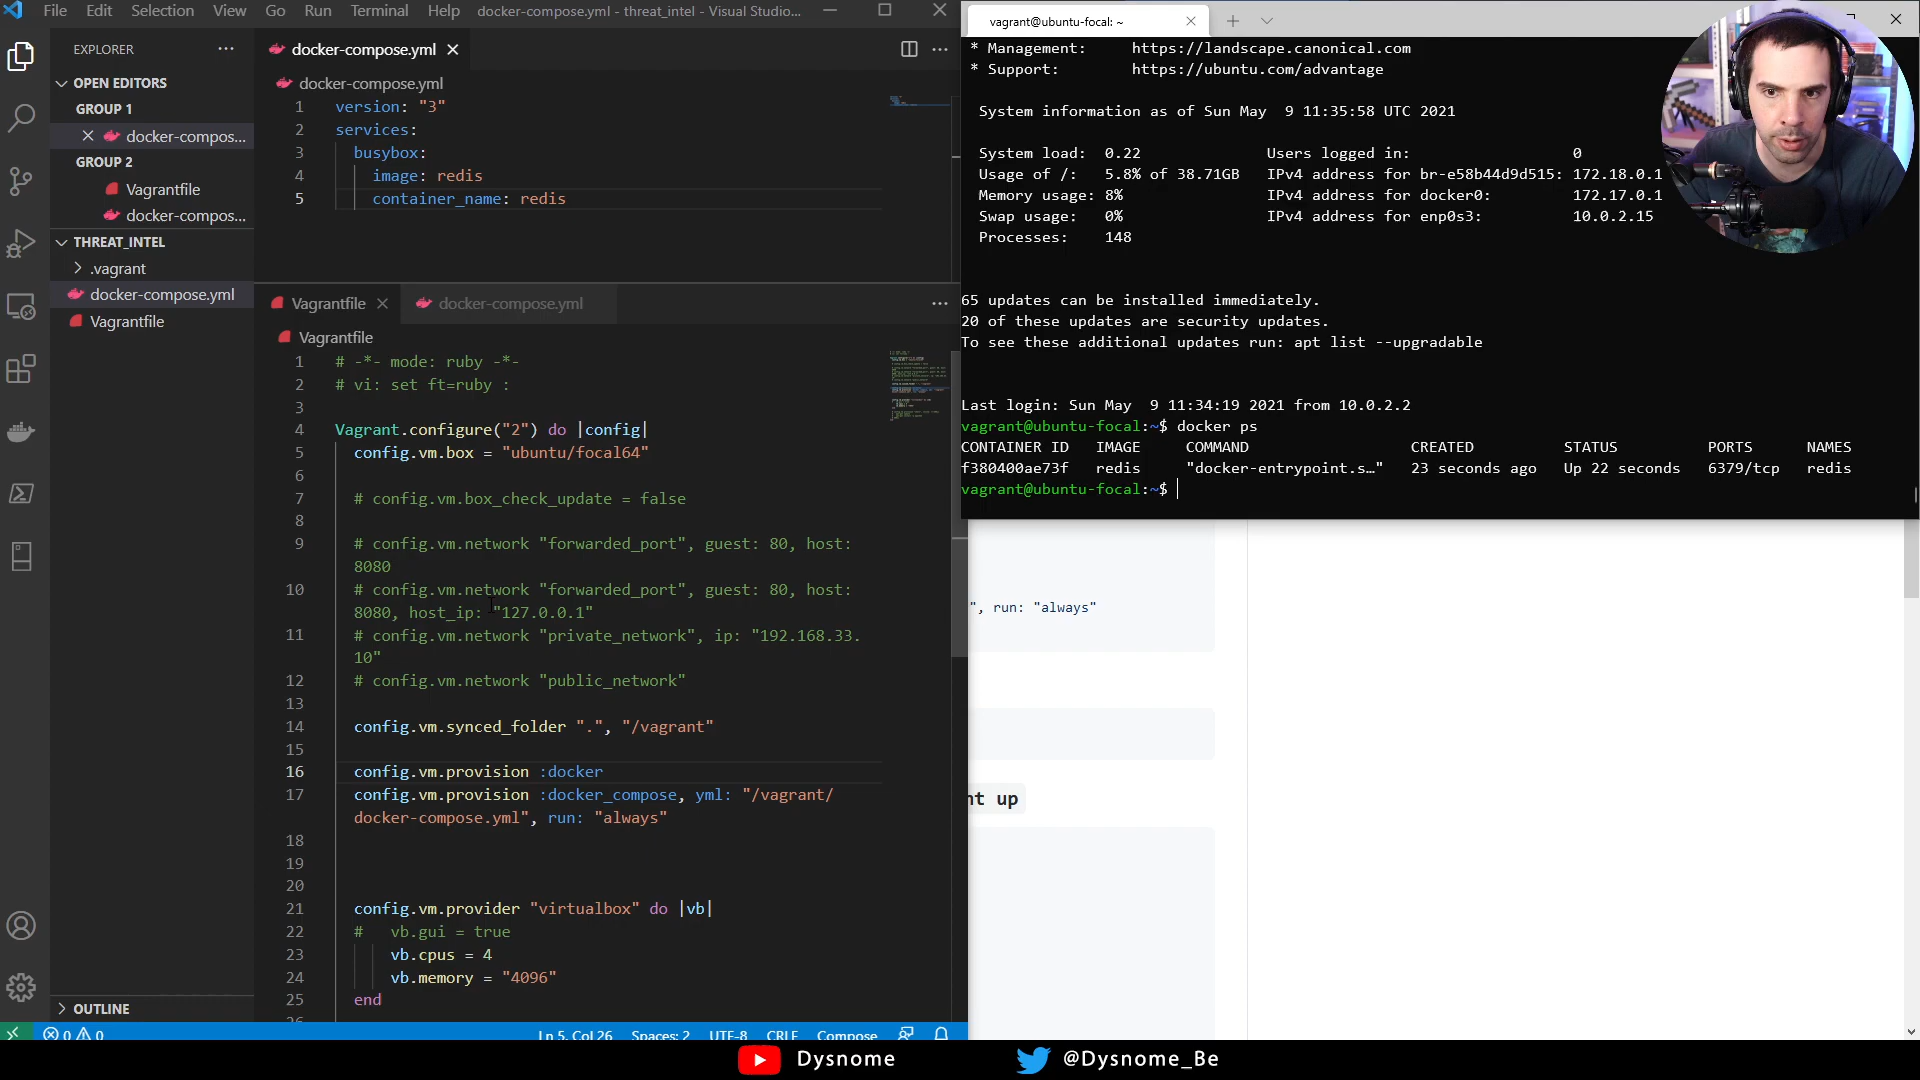 File Edit Selection View Go Run Terminal Help docker-compose.yml - threat_intel - Visual Studio...
EXPLORER
OPEN EDITORS
GROUP 1
docker-compos...
GROUP 2
Vagrantfile
docker-compos...
THREAT_INTEL
.vagrant
docker-compose.yml
Vagrantfile
OUTLINE
docker-compose.yml
docker-compose.yml
1 version: "3"
2 services:
3 busybox:
4 image: redis
5 container_name: redis
Vagrantfile docker-compose.yml
Vagrantfile
1 # -*- mode: ruby -*-
2 # vi: set ft=ruby :
3
4 Vagrant.configure("2") do |config|
5 config.vm.box = "ubuntu/focal64"
6
7 # config.vm.box_check_update = false
8
9 # config.vm.network "forwarded_port", guest: 80, host:
8080
10 # config.vm.network "forwarded_port", guest: 80, host:
8080, host_ip: "127.0.0.1"
11 # config.vm.network "private_network", ip: "192.168.33.
10"
12 # config.vm.network "public_network"
13
14 config.vm.synced_folder ".", "/vagrant"
15
16 config.vm.provision :docker
17 config.vm.provision :docker_compose, yml: "/vagrant/
docker-compose.yml", run: "always"
18
19
20
21 config.vm.provider "virtualbox" do |vb|
22 # vb.gui = true
23 vb.cpus = 4
24 vb.memory = "4096"
25 end
26
0 0 Ln 5, Col 26 Spaces: 2 UTF-8 CRLF Compose
vagrant@ubuntu-focal: ~
* Management: https://landscape.canonical.com
* Support: https://ubuntu.com/advantage
System information as of Sun May 9 11:35:58 UTC 2021
System load: 0.22 Users logged in: 0
Usage of /: 5.8% of 38.71GB IPv4 address for br-e58b44d9d515: 172.18.0.1
Memory usage: 8% IPv4 address for docker0: 172.17.0.1
Swap usage: 0% IPv4 address for enp0s3: 10.0.2.15
Processes: 148
65 updates can be installed immediately.
20 of these updates are security updates.
To see these additional updates run: apt list --upgradable
Last login: Sun May 9 11:34:19 2021 from 10.0.2.2
vagrant@ubuntu-focal:~$ docker ps
CONTAINER ID IMAGE COMMAND CREATED STATUS PORTS NAMES
f380400ae73f redis "docker-entrypoint.s…" 23 seconds ago Up 22 seconds 6379/tcp redis
vagrant@ubuntu-focal:~$
", run: "always"
nt up
Dysnome @Dysnome_Be